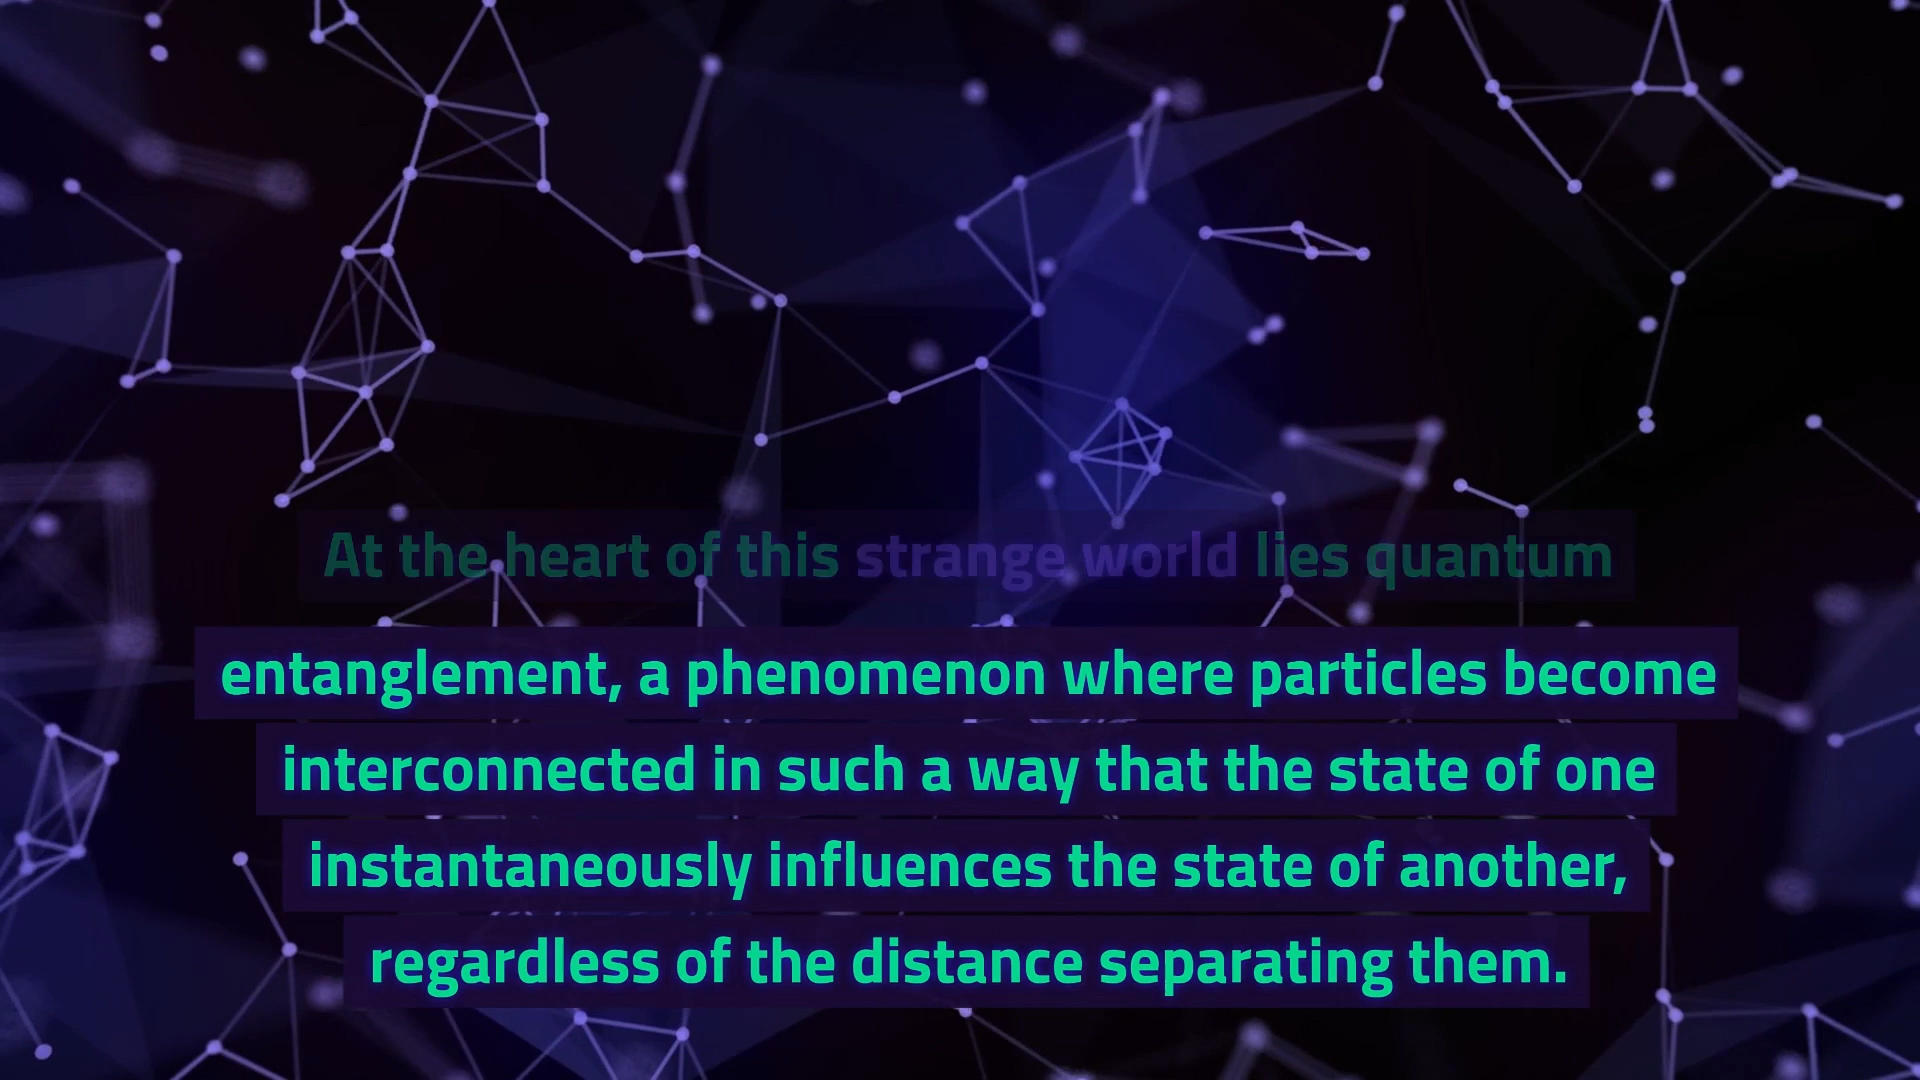 At the heart of this strange world lies quantum
entanglement, a phenomenon where particles become
interconnected in such a way that the state of one
instantaneously influences the state of another,
regardless of the distance separating them.